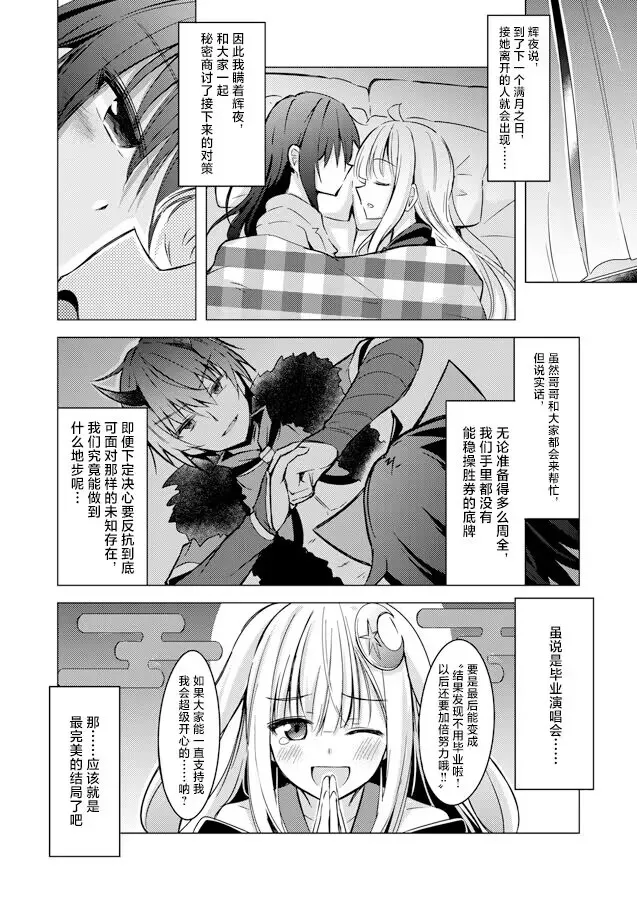 辉夜说，
到了下一个满月之日，
接她离开的人就会出现……
因此我瞒着辉夜，
和大家一起
秘密商讨了接下来的对策
虽然哥哥和大家都会来帮忙，
但说实话，
无论准备得多么周全，
我们手里都没有
能稳操胜券的底牌
即便下定决心要反抗到底
可面对那样的未知存在，
我们究竟能做到
什么地步呢…
虽说是毕业演唱会…
要是最后能变成
“结果发现不用毕业啦！
以后还要加倍努力哦!!”
如果大家能一直支持我
我会超级开心的……呐？
那……应该就是
最完美的结局了吧